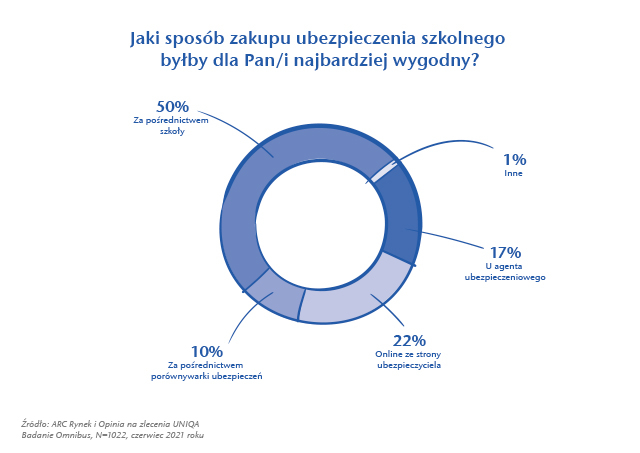 Jaki sposób zakupu ubezpieczenia szkolnego
byłby dla Pan/i najbardziej wygodny?
50%
Za pośrednictwem
szkoły
1%
Inne
17%
U agenta
ubezpieczeniowego
22%
Online ze strony
ubezpieczyciela
10%
Za pośrednictwem
porównywarki ubezpieczeń
Źródło: ARC Rynek i Opinia na zlecenia UNIQA
Badanie Omnibus, N=1022, czerwiec 2021 roku